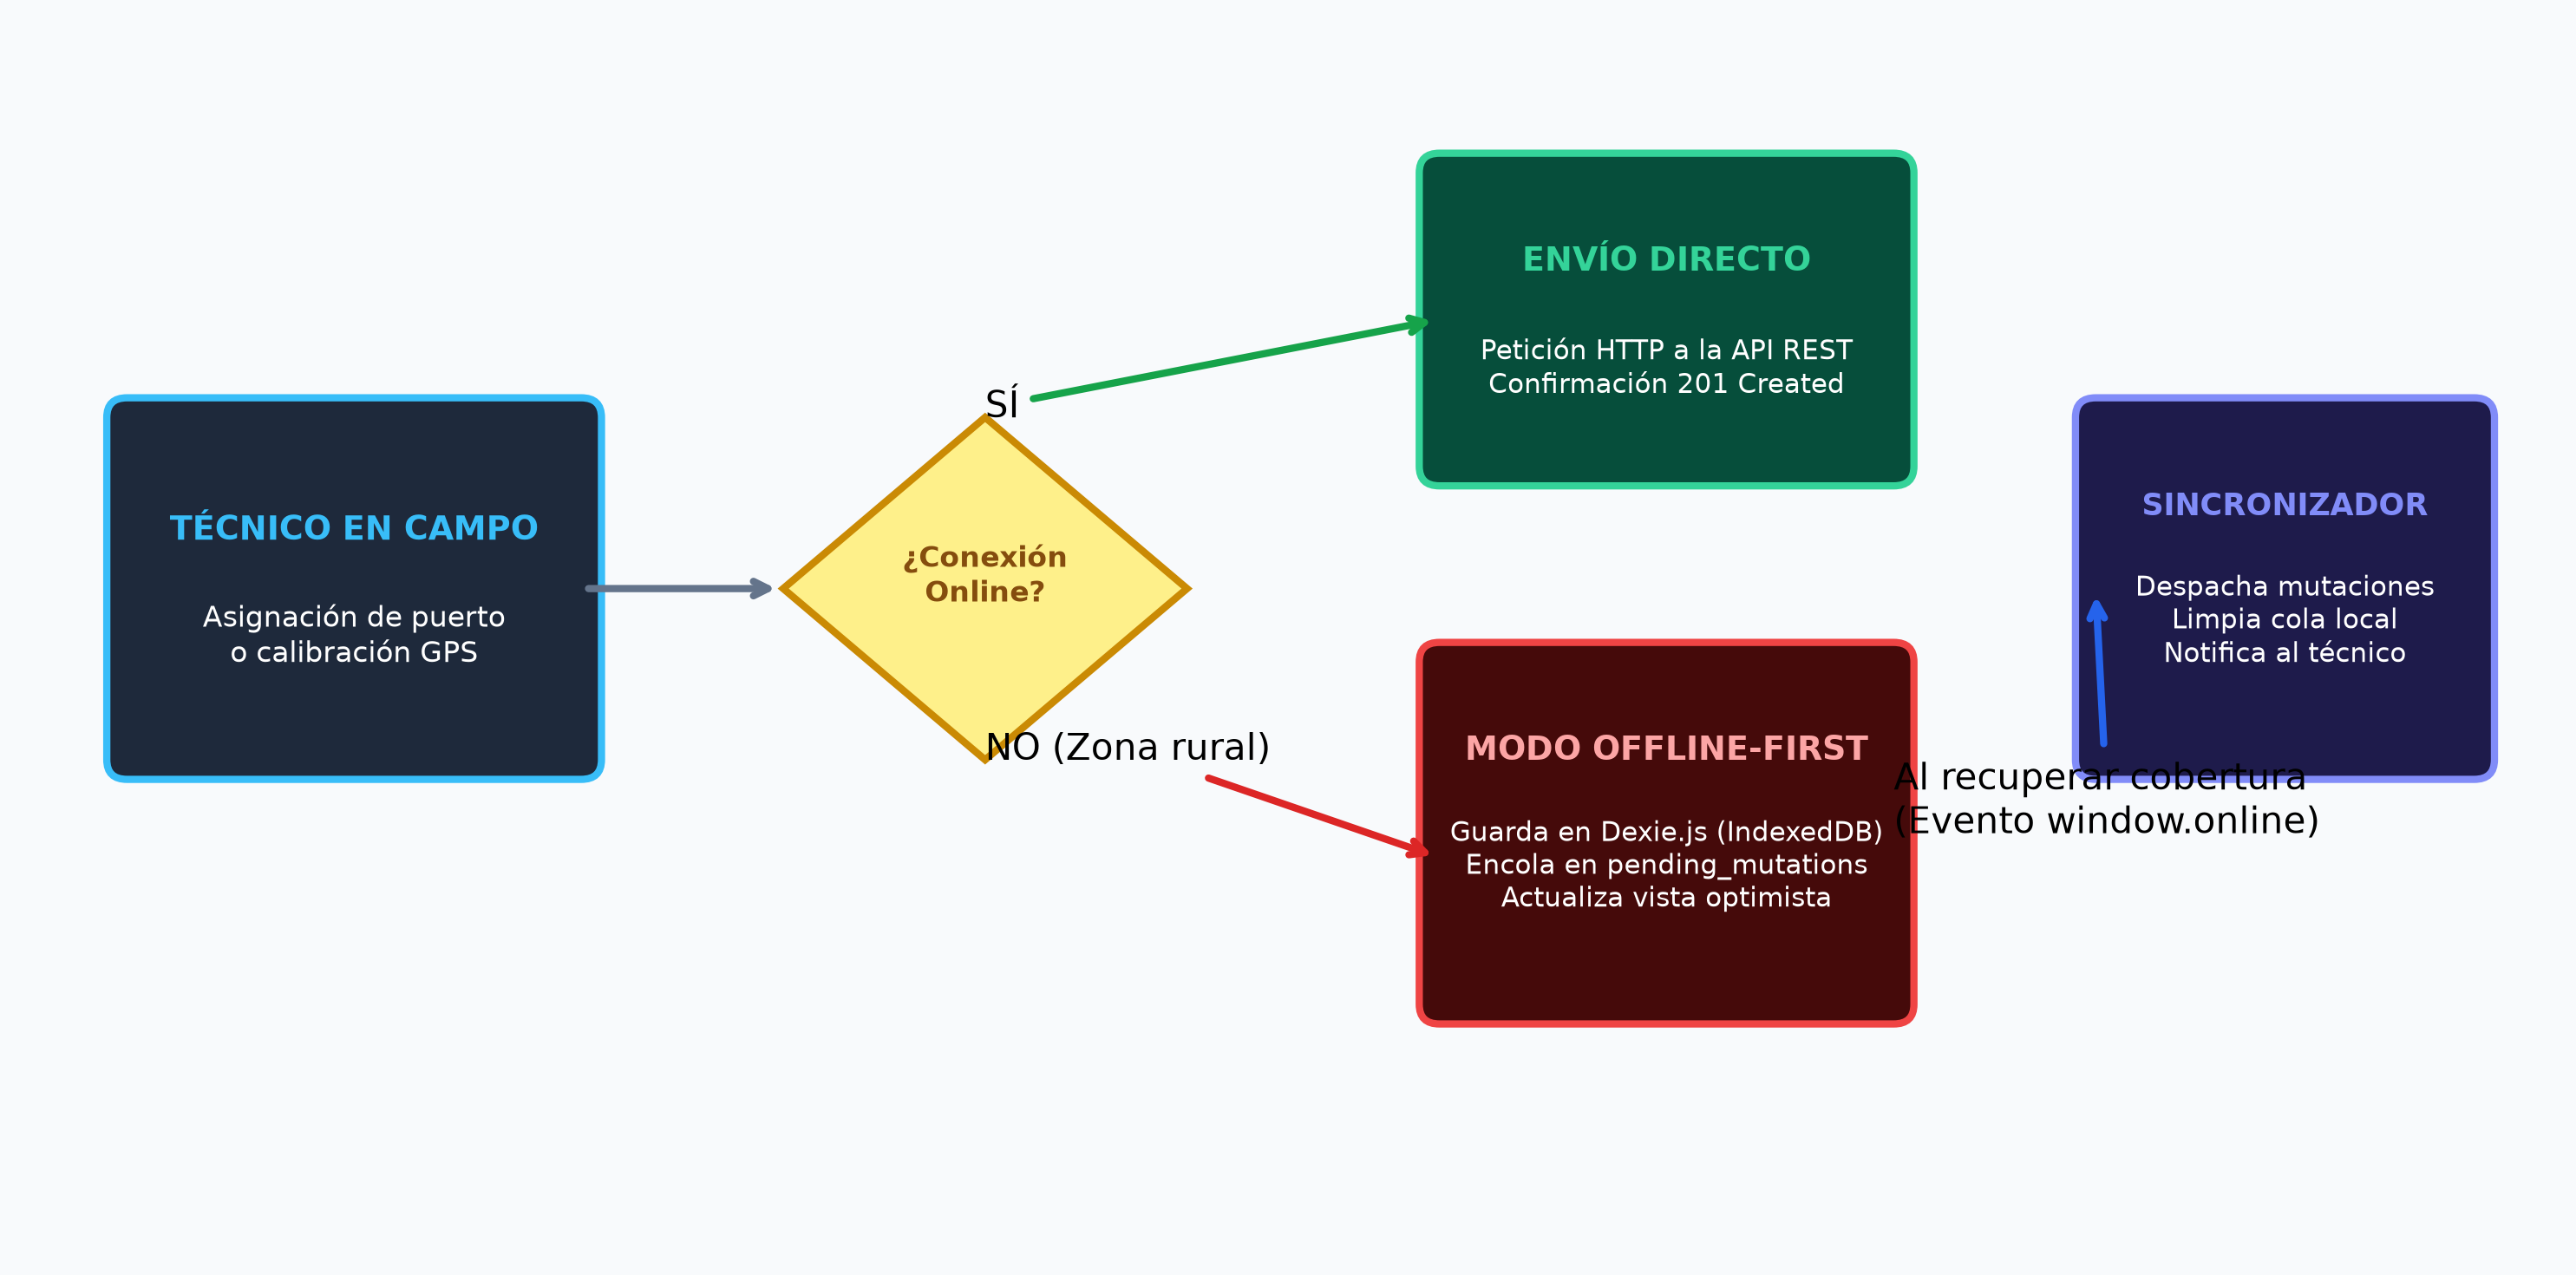 TÉCNICO EN CAMPO
Asignación de puerto
o calibración GPS
¿Conexión
Online?
SÍ
NO (Zona rural)
ENVÍO DIRECTO
Petición HTTP a la API REST
Confirmación 201 Created
MODO OFFLINE-FIRST
Guarda en Dexie.js (IndexedDB)
Encola en pending_mutations
Actualiza vista optimista
Al recuperar cobertura
(Evento window.online)
SINCRONIZADOR
Despacha mutaciones
Limpia cola local
Notifica al técnico